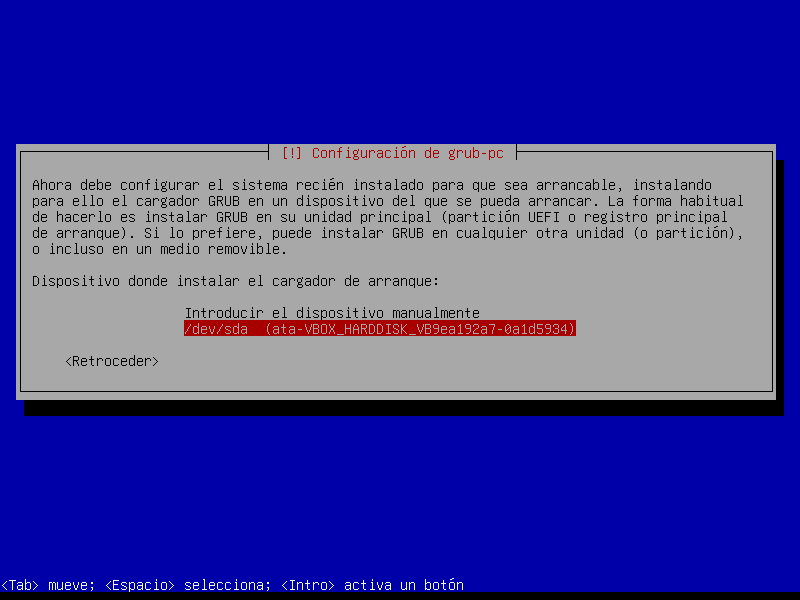 [!] Configuración de grub-pc
Ahora debe configurar el sistema recién instalado para que sea arrancable, instalando
para ello el cargador GRUB en un dispositivo del que se pueda arrancar. La forma habitual
de hacerlo es instalar GRUB en su unidad principal (partición UEFI o registro principal
de arranque). Si lo prefiere, puede instalar GRUB en cualquier otra unidad (o partición),
o incluso en un medio removible.
Dispositivo donde instalar el cargador de arranque:
Introducir el dispositivo manualmente
/dev/sda  (ata-VBOX_HARDDISK_VB9ea192a7-0a1d5934)
<Retroceder>
<Tab> mueve; <Espacio> selecciona; <Intro> activa un botón